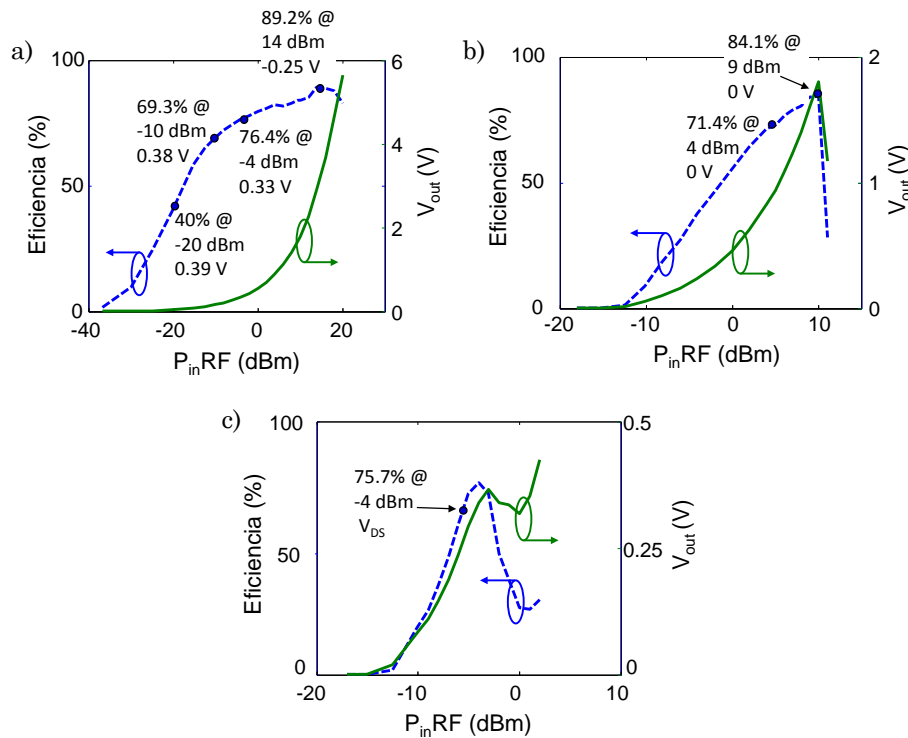 a)
89.2% @
14 dBm
-0.25 V
69.3% @
-10 dBm
0.38 V
76.4% @
-4 dBm
0.33 V
40% @
-20 dBm
0.39 V
100
50
0
Eficiencia (%)
6
4
2
0
V_out (V)
-40
-20
0
20
P_inRF (dBm)
b)
84.1% @
9 dBm
0 V
71.4% @
4 dBm
0 V
100
50
0
Eficiencia (%)
2
1
0
V_out (V)
-20
-10
0
10
P_inRF (dBm)
c)
75.7% @
-4 dBm
V_DS
100
50
0
Eficiencia (%)
0.5
0.25
0
V_out (V)
-20
-10
0
10
P_inRF (dBm)